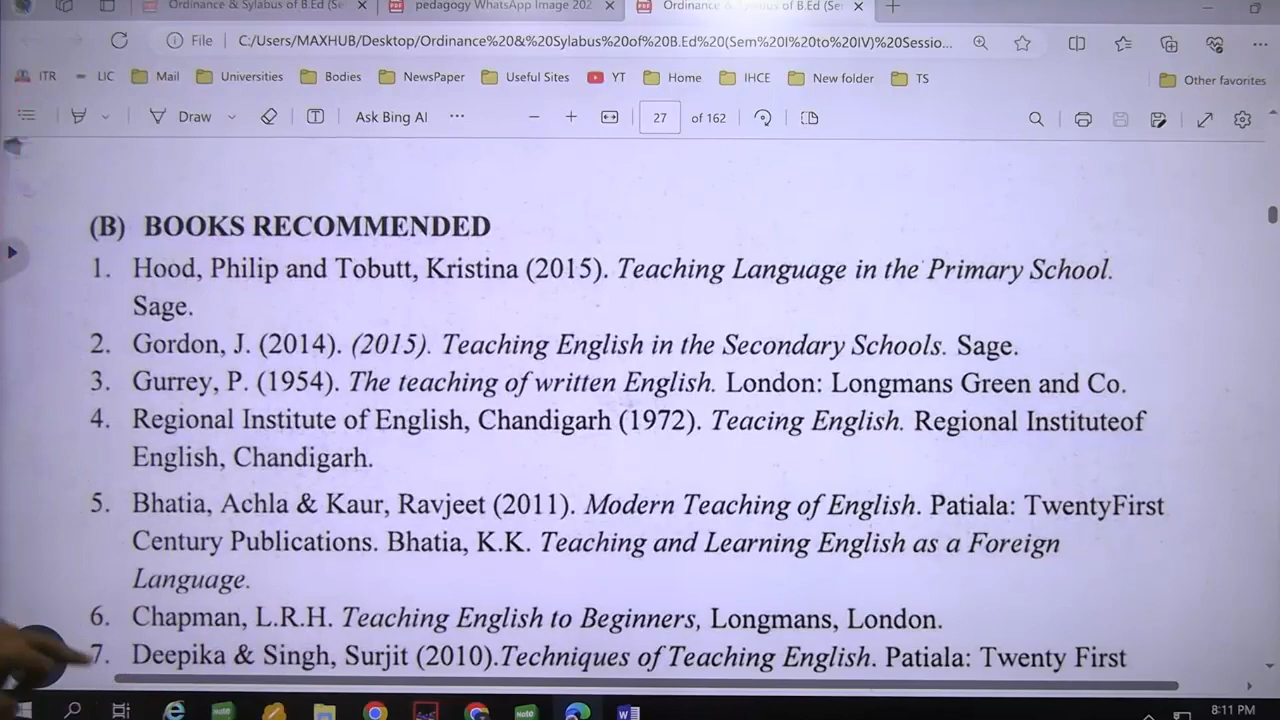 Ordinance & Sylabus of B.Ed (Se
pedagogy WhatsApp Image 202
Ordinance & Sylabus of B.Ed (Se
File
C:/Users/MAXHUB/Desktop/Ordinance%20&%20Sylabus%20of%20B.Ed%20(Sem%20I%20to%20IV)%20Sessio...
ITR LIC Mail Universities Bodies NewsPaper Useful Sites YT Home IHCE New folder TS Other favorites
Draw Ask Bing AI ... 27 of 162
(B) BOOKS RECOMMENDED
1. Hood, Philip and Tobutt, Kristina (2015). Teaching Language in the Primary School.
Sage.
2. Gordon, J. (2014). (2015). Teaching English in the Secondary Schools. Sage.
3. Gurrey, P. (1954). The teaching of written English. London: Longmans Green and Co.
4. Regional Institute of English, Chandigarh (1972). Teacing English. Regional Instituteof
English, Chandigarh.
5. Bhatia, Achla & Kaur, Ravjeet (2011). Modern Teaching of English. Patiala: TwentyFirst
Century Publications. Bhatia, K.K. Teaching and Learning English as a Foreign
Language.
6. Chapman, L.R.H. Teaching English to Beginners, Longmans, London.
7. Deepika & Singh, Surjit (2010).Techniques of Teaching English. Patiala: Twenty First
8:11 PM